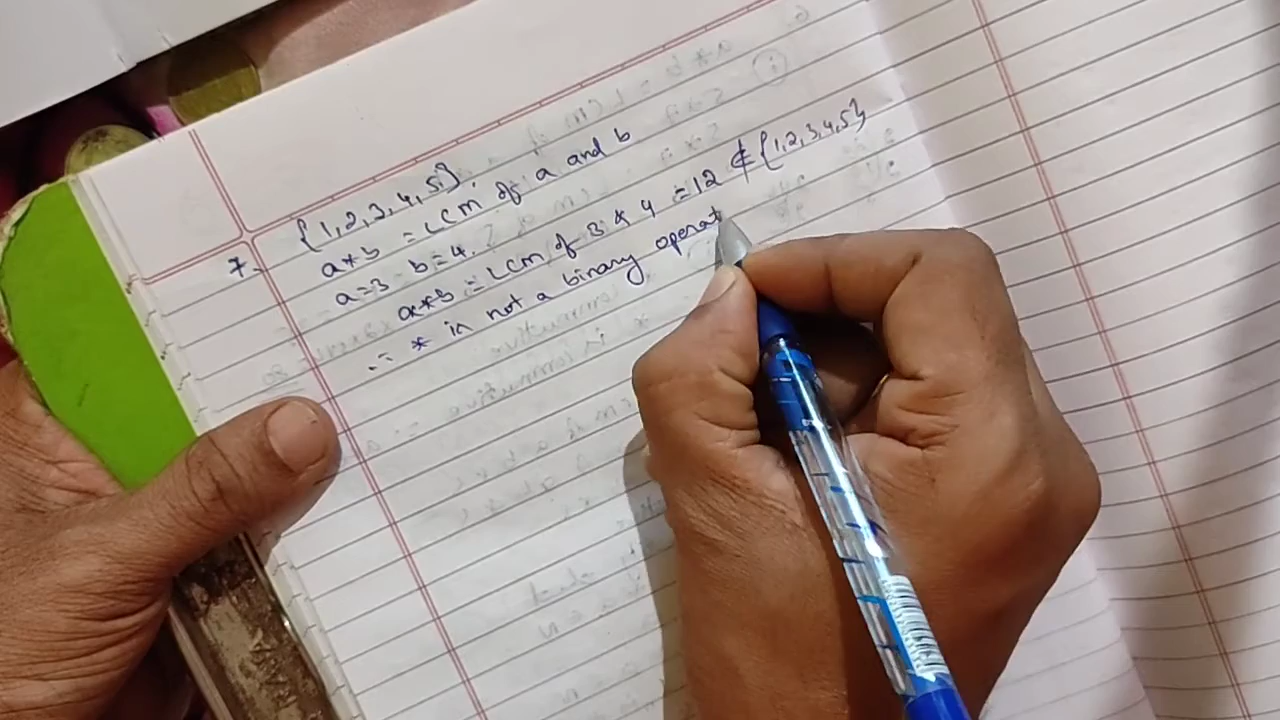 7. {1,2,3,4,5}.
a*b = LCM of a and b
a=3 b=4.
a*b = LCM of 3 & 4 = 12 ∉ {1,2,3,4,5}
∴ * is not a binary operat